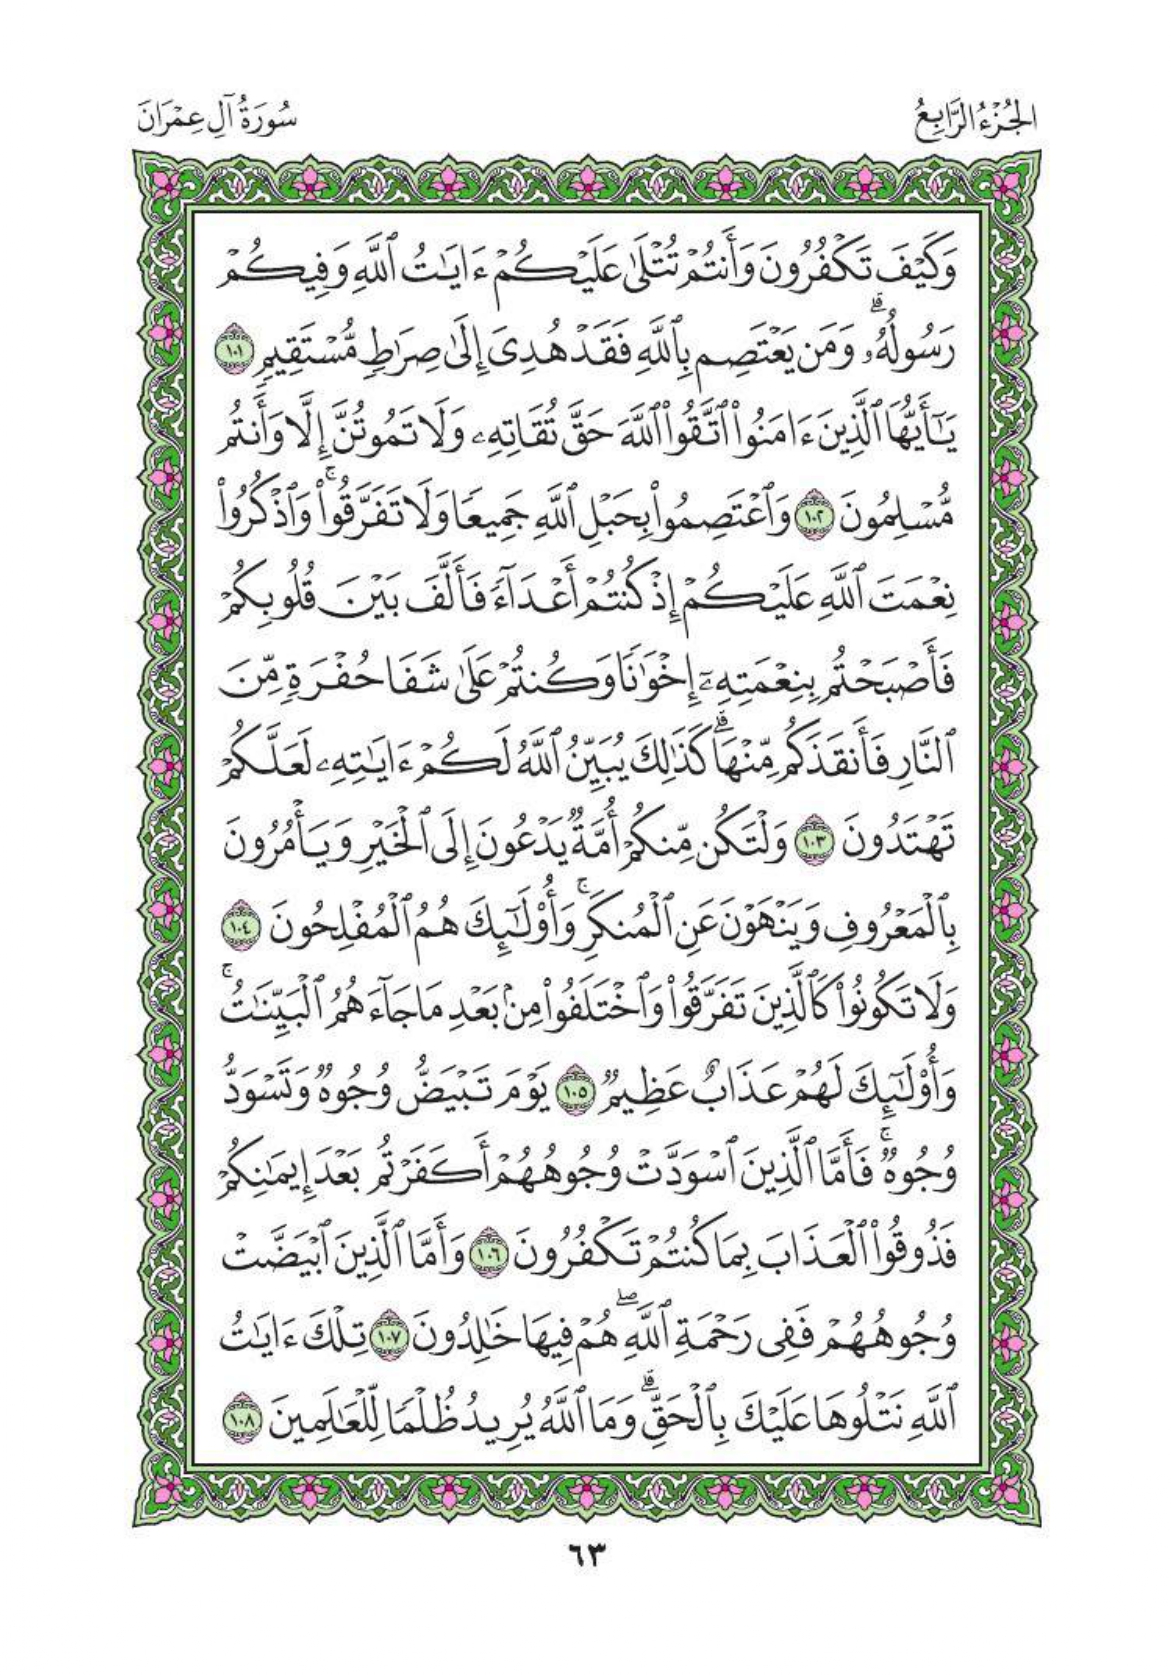 الجُزْءُ الرَّابِعُ
سُورَةُ آلِ عِمْرَانَ
وَكَيْفَ تَكْفُرُونَ وَأَنتُمْ تُتْلَىٰ عَلَيْكُمْ ءَايَٰتُ ٱللَّهِ وَفِيكُمْ
رَسُولُهُۥۗ وَمَن يَعْتَصِم بِٱللَّهِ فَقَدْ هُدِىَ إِلَىٰ صِرَٰطٍ مُّسْتَقِيمٍ ١٠١
يَٰٓأَيُّهَا ٱلَّذِينَ ءَامَنُوا۟ ٱتَّقُوا۟ ٱللَّهَ حَقَّ تُقَاتِهِۦ وَلَا تَمُوتُنَّ إِلَّا وَأَنتُم
مُّسْلِمُونَ ١٠٢ وَٱعْتَصِمُوا۟ بِحَبْلِ ٱللَّهِ جَمِيعًا وَلَا تَفَرَّقُوا۟ۚ وَٱذْكُرُوا۟
نِعْمَتَ ٱللَّهِ عَلَيْكُمْ إِذْ كُنتُمْ أَعْدَآءً فَأَلَّفَ بَيْنَ قُلُوبِكُمْ
فَأَصْبَحْتُم بِنِعْمَتِهِۦٓ إِخْوَٰنًا وَكُنتُمْ عَلَىٰ شَفَا حُفْرَةٍ مِّنَ
ٱلنَّارِ فَأَنقَذَكُم مِّنْهَاۗ كَذَٰلِكَ يُبَيِّنُ ٱللَّهُ لَكُمْ ءَايَٰتِهِۦ لَعَلَّكُمْ
تَهْتَدُونَ ١٠٣ وَلْتَكُن مِّنكُمْ أُمَّةٌ يَدْعُونَ إِلَى ٱلْخَيْرِ وَيَأْمُرُونَ
بِٱلْمَعْرُوفِ وَيَنْهَوْنَ عَنِ ٱلْمُنكَرِۚ وَأُو۟لَٰٓئِكَ هُمُ ٱلْمُفْلِحُونَ ١٠٤
وَلَا تَكُونُوا۟ كَٱلَّذِينَ تَفَرَّقُوا۟ وَٱخْتَلَفُوا۟ مِنۢ بَعْدِ مَا جَآءَهُمُ ٱلْبَيِّنَٰتُۚ
وَأُو۟لَٰٓئِكَ لَهُمْ عَذَابٌ عَظِيمٌ ١٠٥ يَوْمَ تَبْيَضُّ وُجُوهٌ وَتَسْوَدُّ
وُجُوهٌۚ فَأَمَّا ٱلَّذِينَ ٱسْوَدَّتْ وُجُوهُهُمْ أَكَفَرْتُم بَعْدَ إِيمَٰنِكُمْ
فَذُوقُوا۟ ٱلْعَذَابَ بِمَا كُنتُمْ تَكْفُرُونَ ١٠٦ وَأَمَّا ٱلَّذِينَ ٱبْيَضَّتْ
وُجُوهُهُمْ فَفِى رَحْمَةِ ٱللَّهِۖ هُمْ فِيهَا خَٰلِدُونَ ١٠٧ تِلْكَ ءَايَٰتُ
ٱللَّهِ نَتْلُوهَا عَلَيْكَ بِٱلْحَقِّۗ وَمَا ٱللَّهُ يُرِيدُ ظُلْمًا لِّلْعَٰلَمِينَ ١٠٨
٦٣